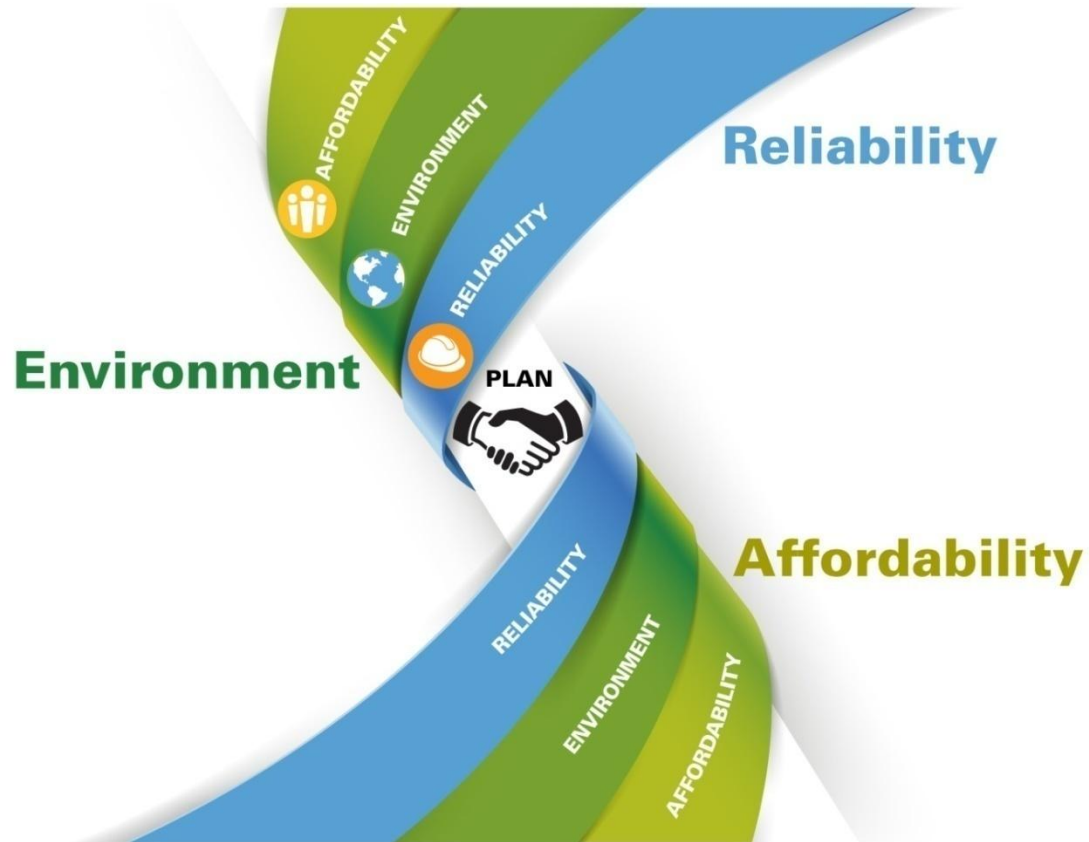 AFFORDABILITY
ENVIRONMENT
Reliability
RELIABILITY
Environment
PLAN
Affordability
RELIABILITY
ENVIRONMENT
AFFORDABILITY